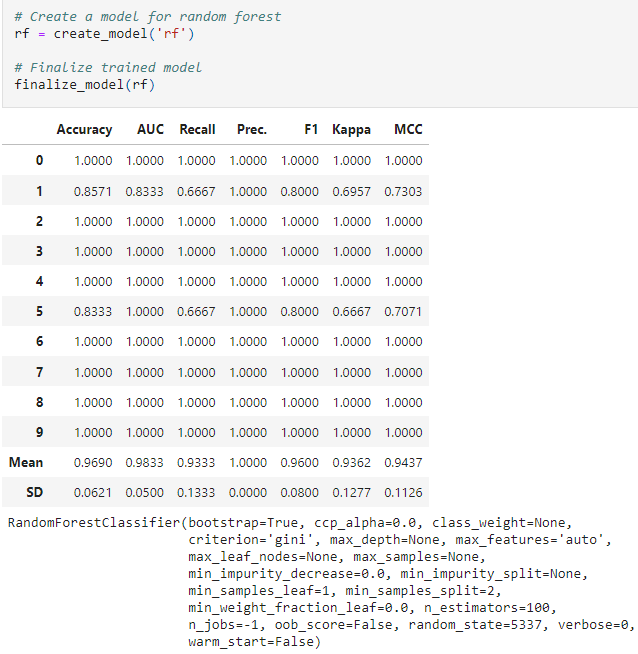 # Create a model for random forest
rf = create_model('rf')
# Finalize trained model
finalize_model(rf)
Accuracy AUC Recall Prec. F1 Kappa MCC
0 1.0000 1.0000 1.0000 1.0000 1.0000 1.0000 1.0000
1 0.8571 0.8333 0.6667 1.0000 0.8000 0.6957 0.7303
2 1.0000 1.0000 1.0000 1.0000 1.0000 1.0000 1.0000
3 1.0000 1.0000 1.0000 1.0000 1.0000 1.0000 1.0000
4 1.0000 1.0000 1.0000 1.0000 1.0000 1.0000 1.0000
5 0.8333 1.0000 0.6667 1.0000 0.8000 0.6667 0.7071
6 1.0000 1.0000 1.0000 1.0000 1.0000 1.0000 1.0000
7 1.0000 1.0000 1.0000 1.0000 1.0000 1.0000 1.0000
8 1.0000 1.0000 1.0000 1.0000 1.0000 1.0000 1.0000
9 1.0000 1.0000 1.0000 1.0000 1.0000 1.0000 1.0000
Mean 0.9690 0.9833 0.9333 1.0000 0.9600 0.9362 0.9437
SD 0.0621 0.0500 0.1333 0.0000 0.0800 0.1277 0.1126
RandomForestClassifier(bootstrap=True, ccp_alpha=0.0, class_weight=None,
criterion='gini', max_depth=None, max_features='auto',
max_leaf_nodes=None, max_samples=None,
min_impurity_decrease=0.0, min_impurity_split=None,
min_samples_leaf=1, min_samples_split=2,
min_weight_fraction_leaf=0.0, n_estimators=100,
n_jobs=-1, oob_score=False, random_state=5337, verbose=0,
warm_start=False)